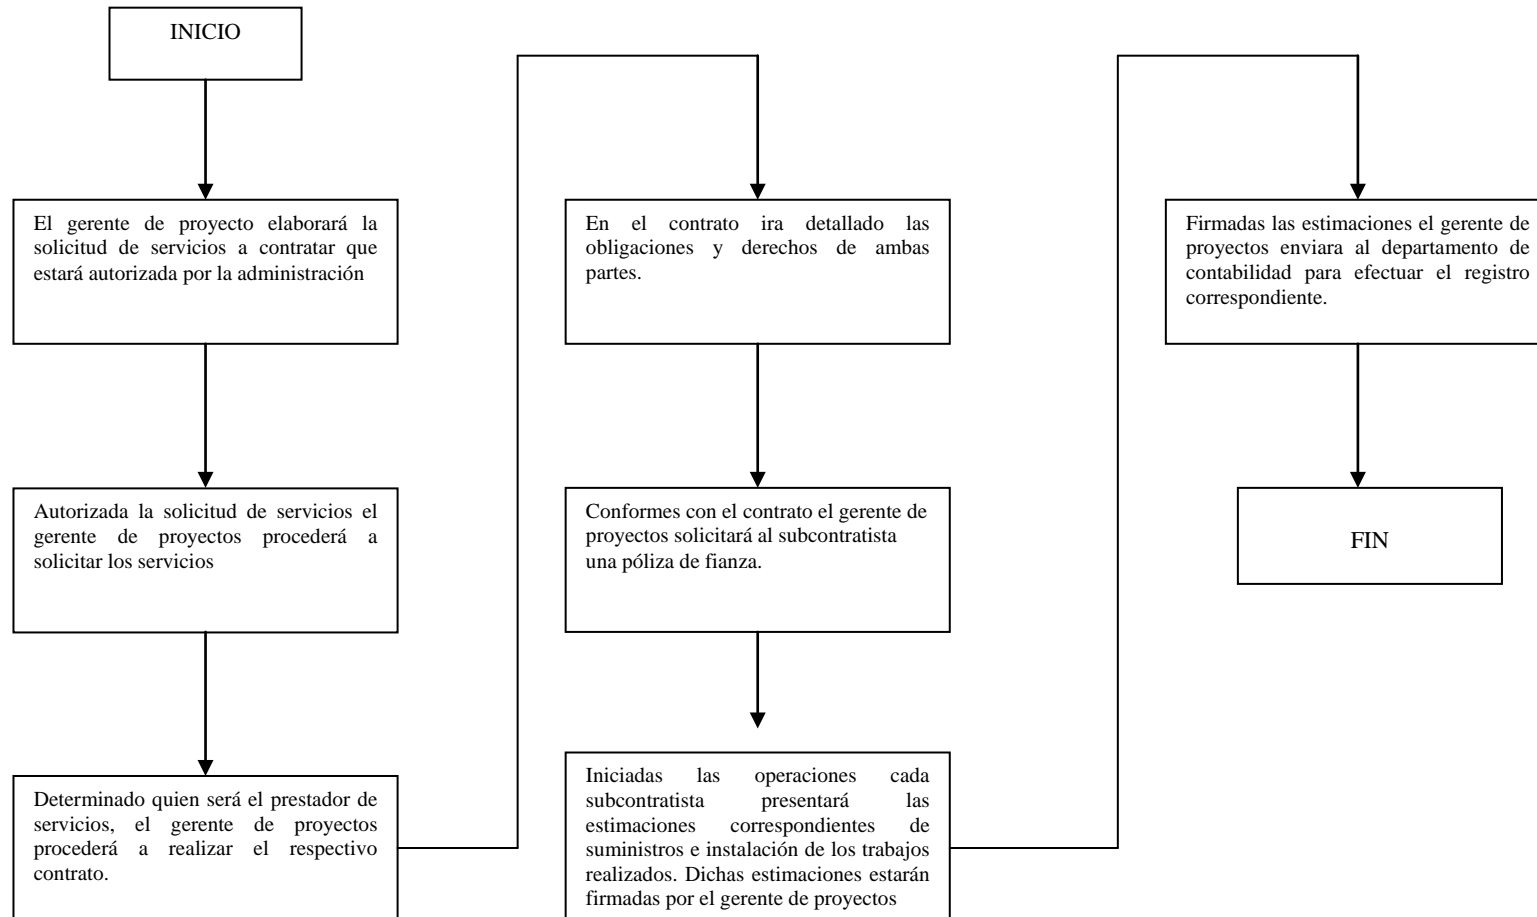 INICIO
El gerente de proyecto elaborará la
solicitud de servicios a contratar que
estará autorizada por la administración
Autorizada la solicitud de servicios el
gerente de proyectos procederá a
solicitar los servicios
Determinado quien será el prestador de
servicios, el gerente de proyectos
procederá a realizar el respectivo
contrato.
En el contrato ira detallado las
obligaciones y derechos de ambas
partes.
Conformes con el contrato el gerente de
proyectos solicitará al subcontratista
una póliza de fianza.
Iniciadas las operaciones cada
subcontratista presentará las
estimaciones correspondientes de
suministros e instalación de los trabajos
realizados. Dichas estimaciones estarán
firmadas por el gerente de proyectos
Firmadas las estimaciones el gerente de
proyectos enviara al departamento de
contabilidad para efectuar el registro
correspondiente.
FIN